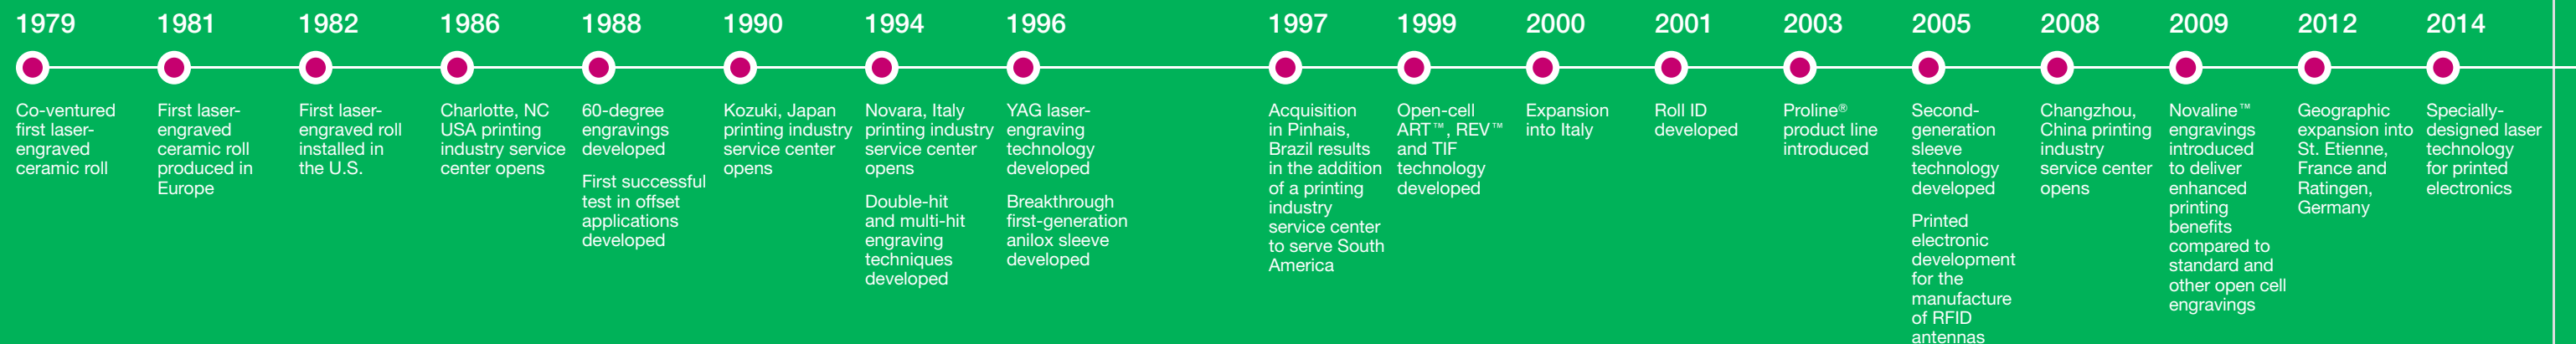 1979
Co-ventured
first laser-
engraved
ceramic roll
1981
First laser-
engraved
ceramic roll
produced in
Europe
1982
First laser-
engraved roll
installed in
the U.S.
1986
Charlotte, NC
USA printing
industry service
center opens
1988
60-degree
engravings
developed
First successful
test in offset
applications
developed
1990
Kozuki, Japan
printing industry
service center
opens
1994
Novara, Italy
printing industry
service center
opens
Double-hit
and multi-hit
engraving
techniques
developed
1996
YAG laser-
engraving
technology
developed
Breakthrough
first-generation
anilox sleeve
developed
1997
Acquisition
in Pinhais,
Brazil results
in the addition
of a printing
industry
service center
to serve South
America
1999
Open-cell
ART™, REV™
and TIF
technology
developed
2000
Expansion
into Italy
2001
Roll ID
developed
2003
Proline®
product line
introduced
2005
Second-
generation
sleeve
technology
developed
Printed
electronic
development
for the
manufacture
of RFID
antennas
2008
Changzhou,
China printing
industry
service center
opens
2009
Novaline™
engravings
introduced
to deliver
enhanced
printing
benefits
compared to
standard and
other open cell
engravings
2012
Geographic
expansion into
St. Etienne,
France and
Ratingen,
Germany
2014
Specially-
designed laser
technology
for printed
electronics